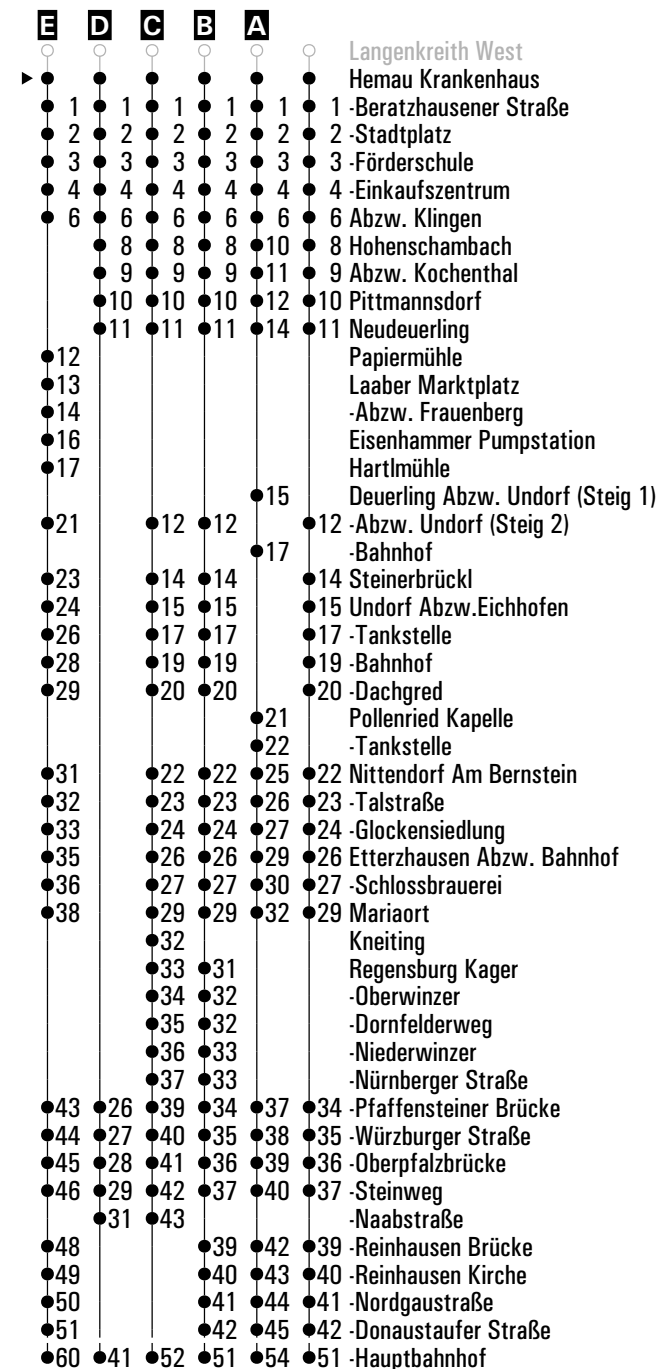 E D C B A
Langenkreith West
Hemau Krankenhaus
1 1 1 1 1 1 -Beratzhausener Straße
2 2 2 2 2 2 -Stadtplatz
3 3 3 3 3 3 -Förderschule
4 4 4 4 4 4 -Einkaufszentrum
6 6 6 6 6 6 Abzw. Klingen
8 8 8 10 8 Hohenschambach
9 9 9 11 9 Abzw. Kochenthal
10 10 10 12 10 Pittmannsdorf
11 11 11 14 11 Neudeuerling
12 Papiermühle
13 Laaber Marktplatz
14 -Abzw. Frauenberg
16 Eisenhammer Pumpstation
17 Hartlmühle
15 Deuerling Abzw. Undorf (Steig 1)
21 12 12 12 -Abzw. Undorf (Steig 2)
17 -Bahnhof
23 14 14 14 Steinerbrückl
24 15 15 15 Undorf Abzw.Eichhofen
26 17 17 17 -Tankstelle
28 19 19 19 -Bahnhof
29 20 20 20 -Dachgred
21 Pollenried Kapelle
22 -Tankstelle
31 22 22 25 22 Nittendorf Am Bernstein
32 23 23 26 23 -Talstraße
33 24 24 27 24 -Glockensiedlung
35 26 26 29 26 Etterzhausen Abzw. Bahnhof
36 27 27 30 27 -Schlossbrauerei
38 29 29 32 29 Mariaort
32 Kneiting
33 31 Regensburg Kager
34 32 -Oberwinzer
35 32 -Dornfelderweg
36 33 -Niederwinzer
37 33 -Nürnberger Straße
43 26 39 34 37 34 -Pfaffensteiner Brücke
44 27 40 35 38 35 -Würzburger Straße
45 28 41 36 39 36 -Oberpfalzbrücke
46 29 42 37 40 37 -Steinweg
31 43 -Naabstraße
48 39 42 39 -Reinhausen Brücke
49 40 43 40 -Reinhausen Kirche
50 41 44 41 -Nordgaustraße
51 42 45 42 -Donaustaufer Straße
60 41 52 51 54 51 -Hauptbahnhof